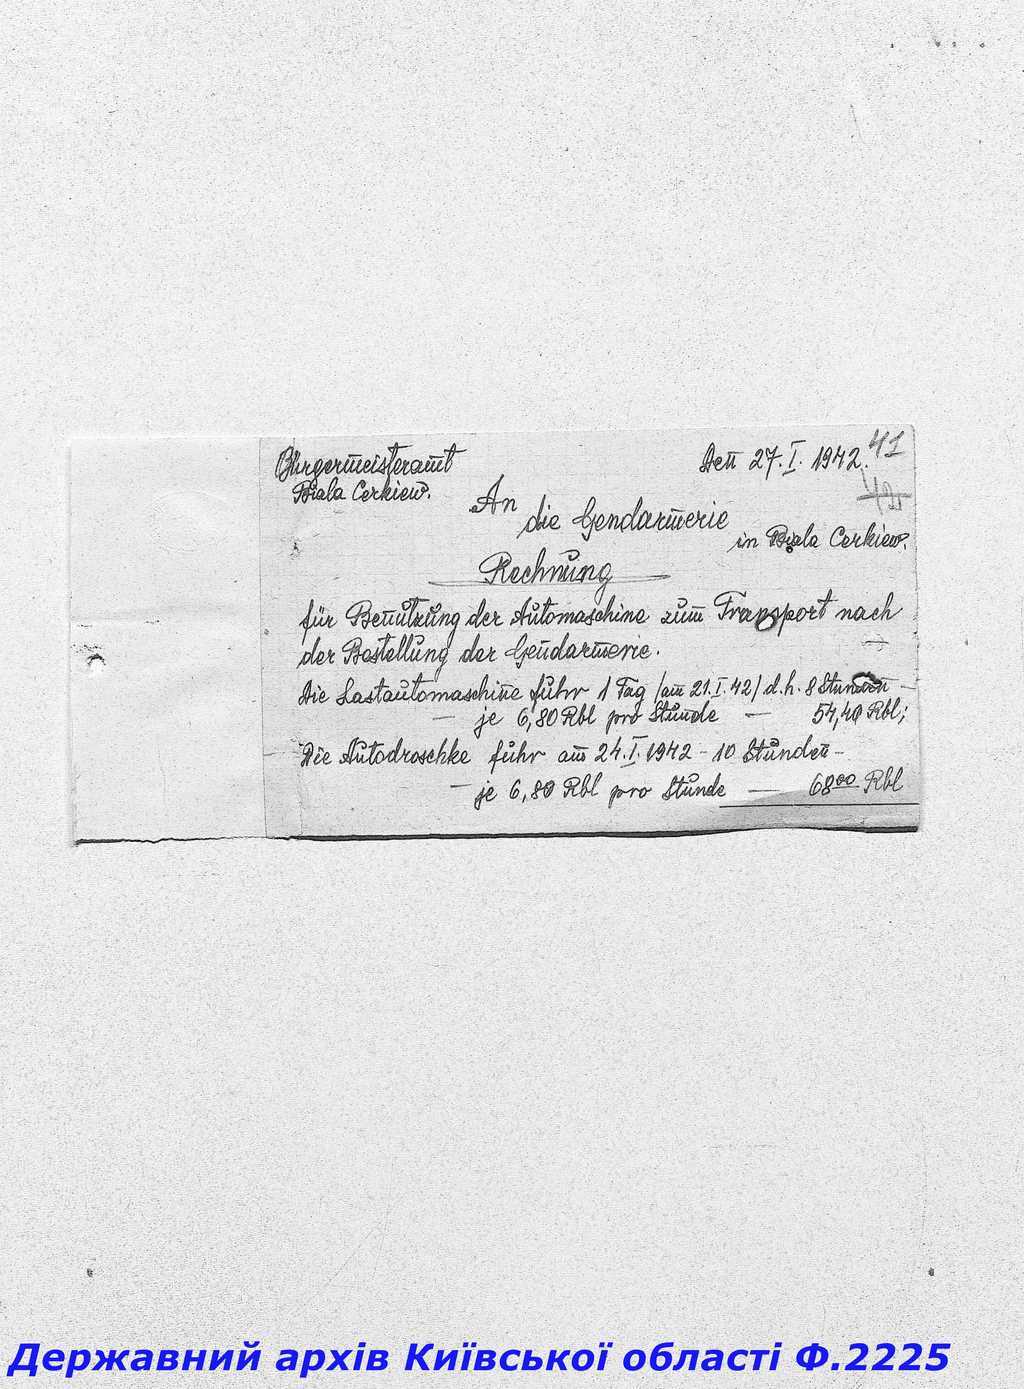 Bürgermeisteramt
Biala Cerkiew.
Den 27.I.1942.
41
42
An
die Gendarmerie
in Biala Cerkiew.
Rechnung
für Benützung der Automaschine zum Transport nach
der Bestellung der Gendarmerie.
Die Lastautomaschine fuhr 1 Tag /am 21.I.42/ d.h. 8 Stunden –
– je 6,80 Rbl pro Stunde – 54,40 Rbl;
Die Autodroschke fuhr am 24.I.1942 – 10 Stunden –
– je 6,80 Rbl pro Stunde – 68⁰⁰ Rbl
Державний архів Київської області Ф.2225